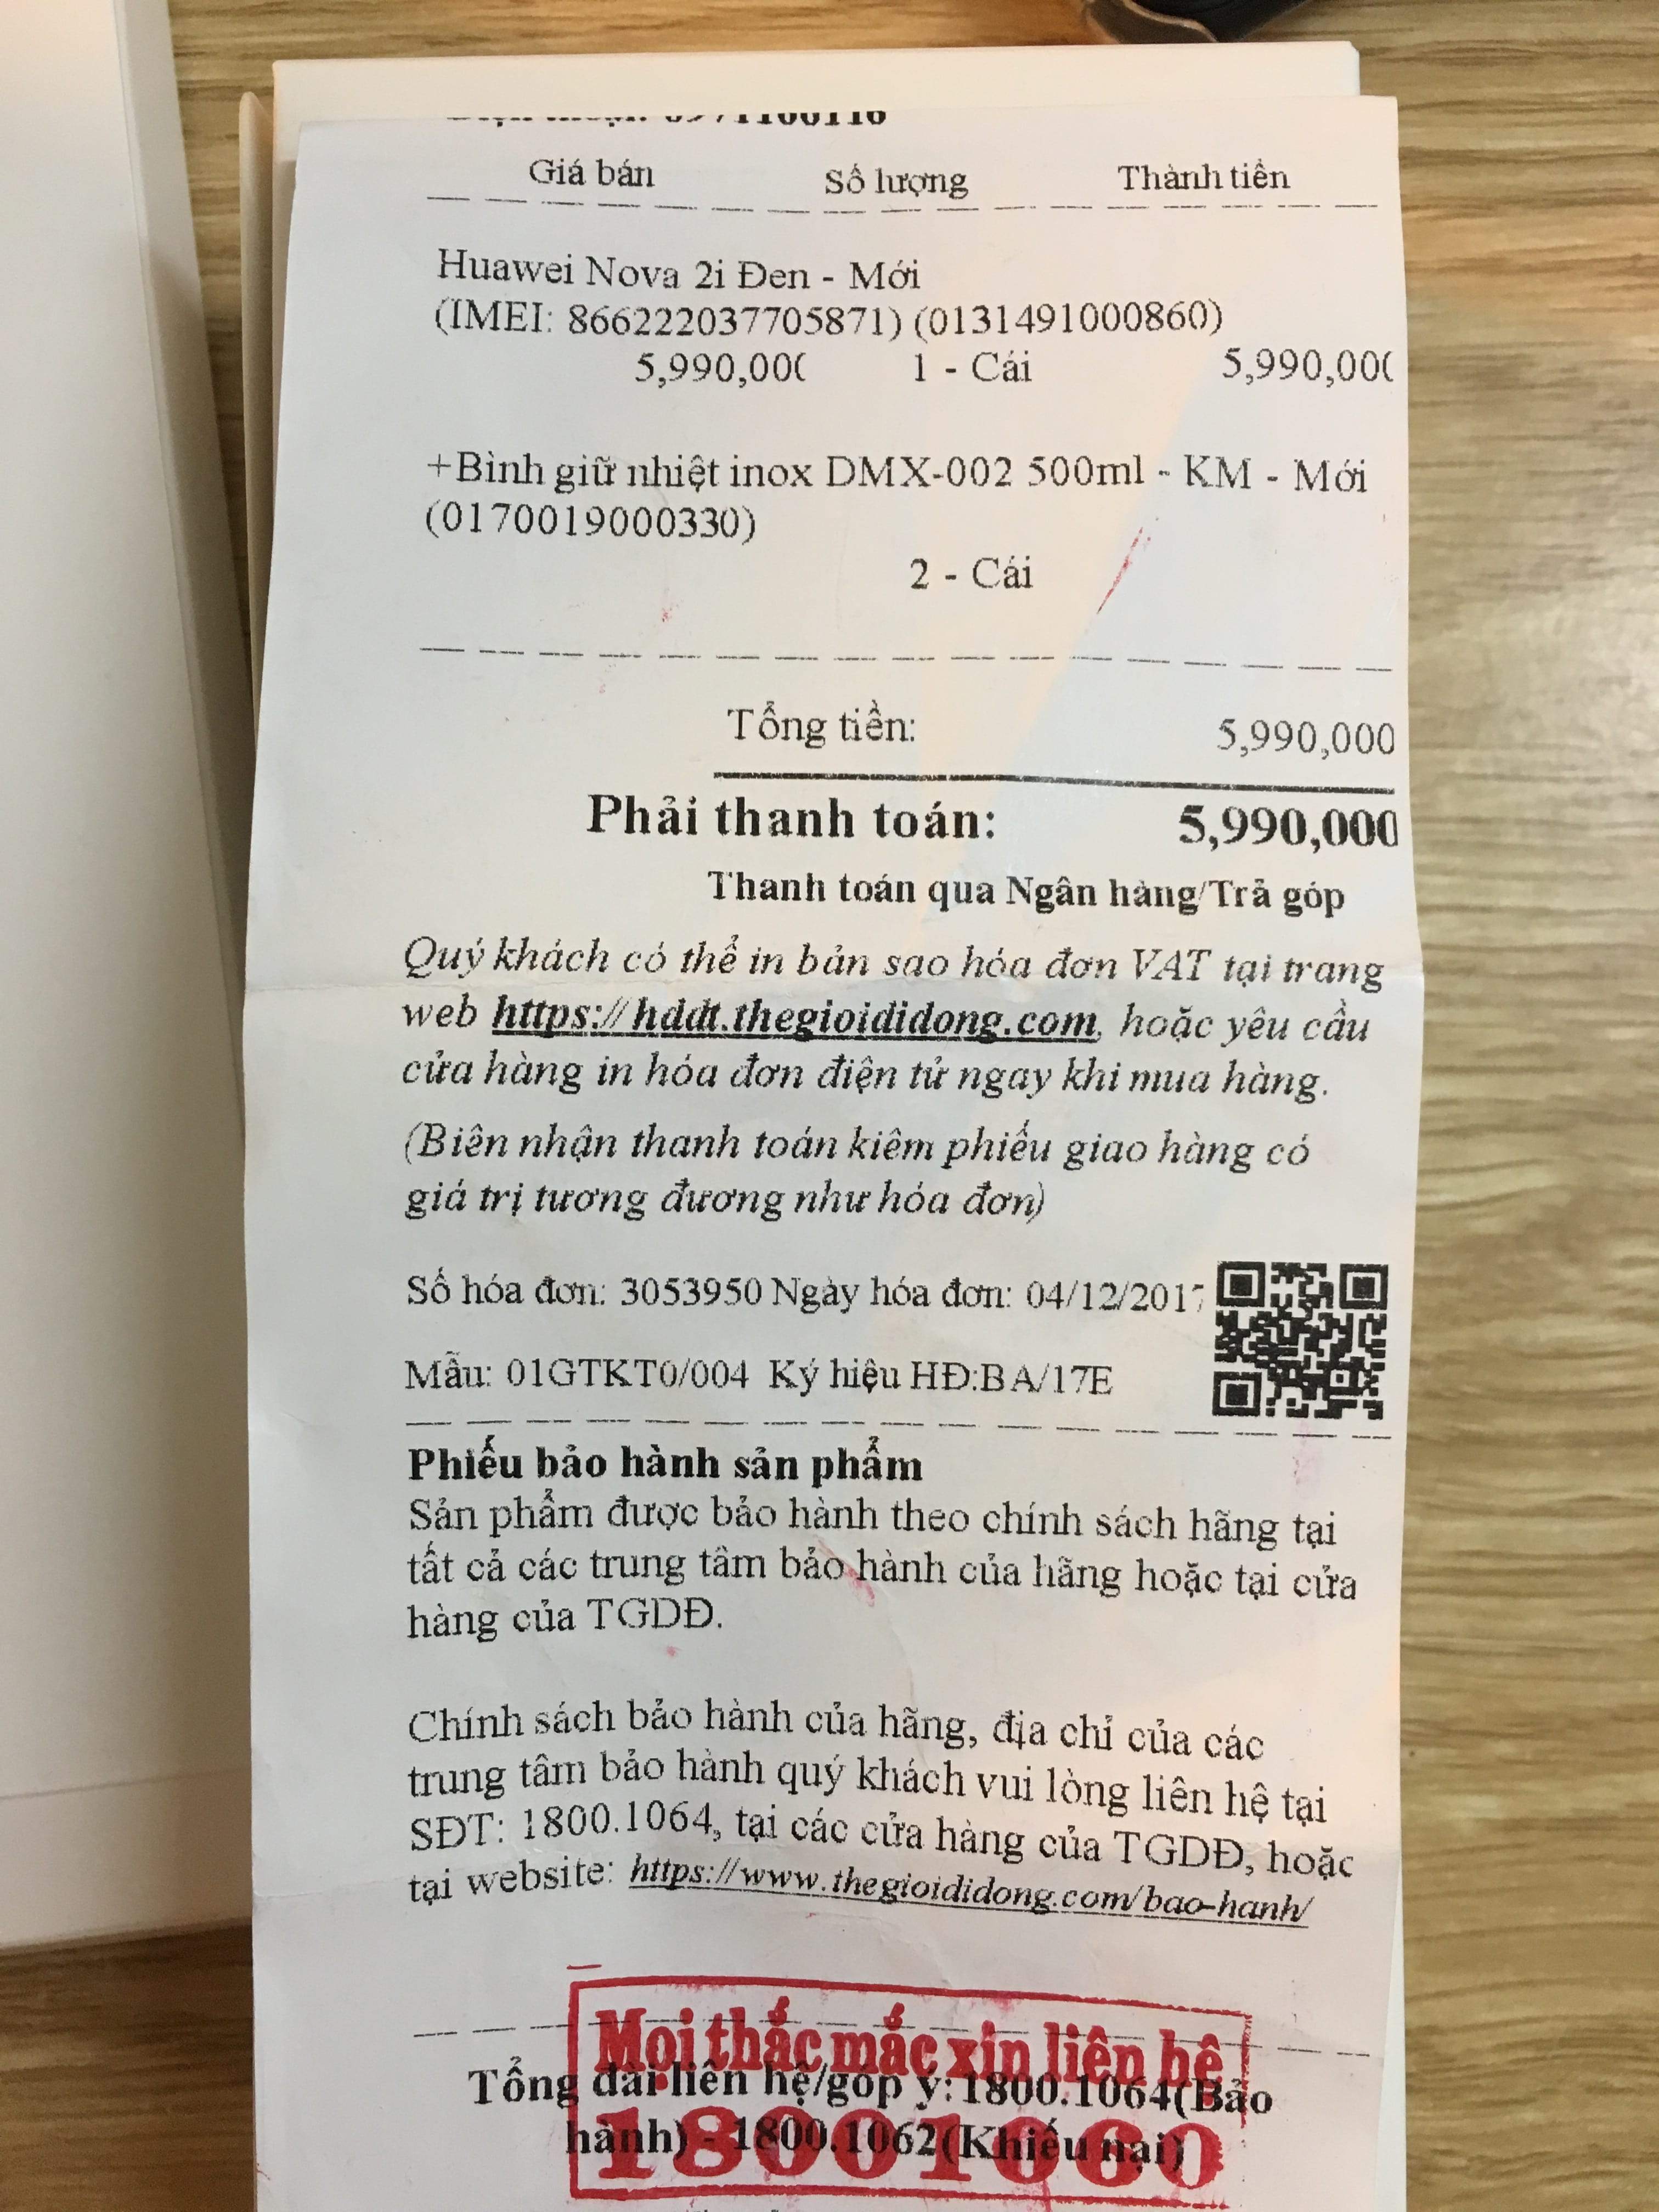 Giá bán Số lượng Thành tiền
Huawei Nova 2i Đen - Mới
(IMEI: 866222037705871) (0131491000860)
5,990,000 1 - Cái 5,990,000
+Bình giữ nhiệt inox DMX-002 500ml - KM - Mới
(0170019000330)
2 - Cái
Tổng tiền: 5,990,000
Phải thanh toán: 5,990,000
Thanh toán qua Ngân hàng/Trả góp
Quý khách có thể in bản sao hóa đơn VAT tại trang
web https://hddt.thegioididong.com, hoặc yêu cầu
cửa hàng in hóa đơn điện tử ngay khi mua hàng.
(Biên nhận thanh toán kiêm phiếu giao hàng có
giá trị tương đương như hóa đơn)
Số hóa đơn: 3053950 Ngày hóa đơn: 04/12/2017
Mẫu: 01GTKT0/004 Ký hiệu HĐ:BA/17E
Phiếu bảo hành sản phẩm
Sản phẩm được bảo hành theo chính sách hãng tại
tất cả các trung tâm bảo hành của hãng hoặc tại cửa
hàng của TGDĐ.
Chính sách bảo hành của hãng, địa chỉ của các
trung tâm bảo hành quý khách vui lòng liên hệ tại
SĐT: 1800.1064, tại các cửa hàng của TGDĐ, hoặc
tại website: https://www.thegioididong.com/bao-hanh/
Mọi thắc mắc xin liên hệ
Tổng đài liên hệ/góp ý:1800.1064(Bảo
hành) - 1800.1062(Khiếu nại)
18001060